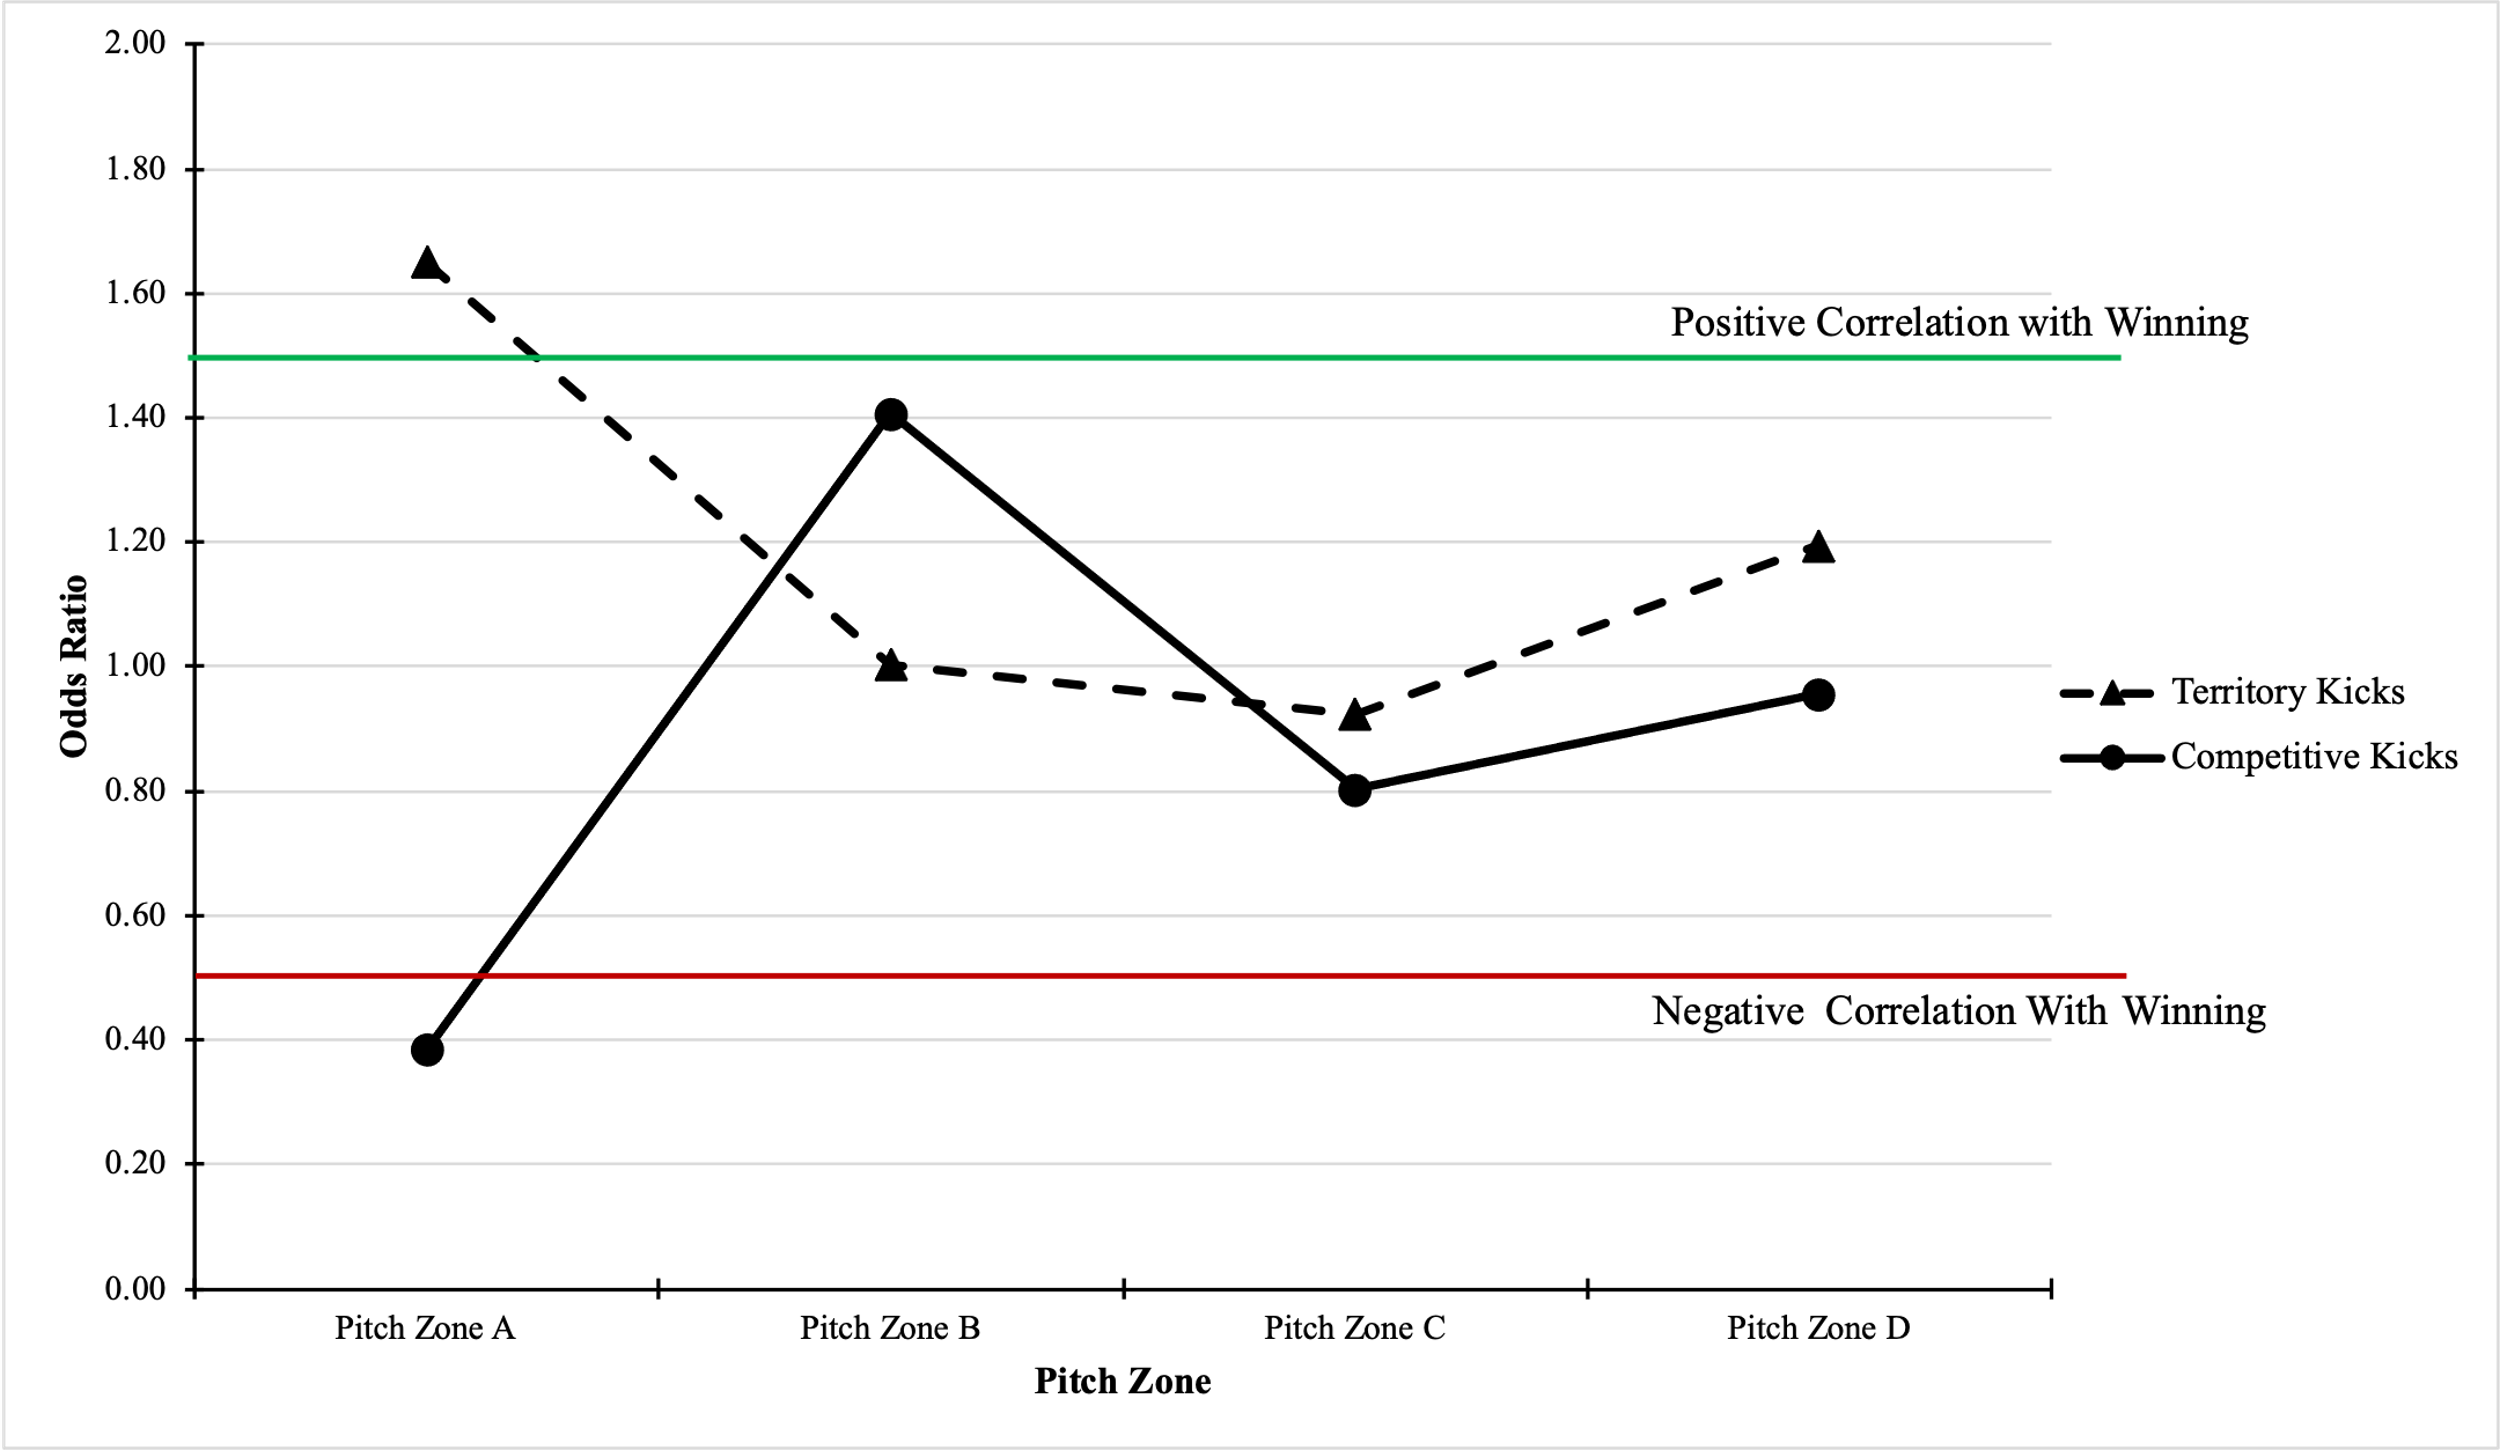 2.00
1.80
1.60
Positive Correlation with Winning
1.40
1.20
Odds Ratio
1.00
Territory Kicks
Competitive Kicks
0.80
0.60
Negative  Correlation With Winning
0.40
0.20
0.00
Pitch Zone A Pitch Zone B Pitch Zone C Pitch Zone D
Pitch Zone